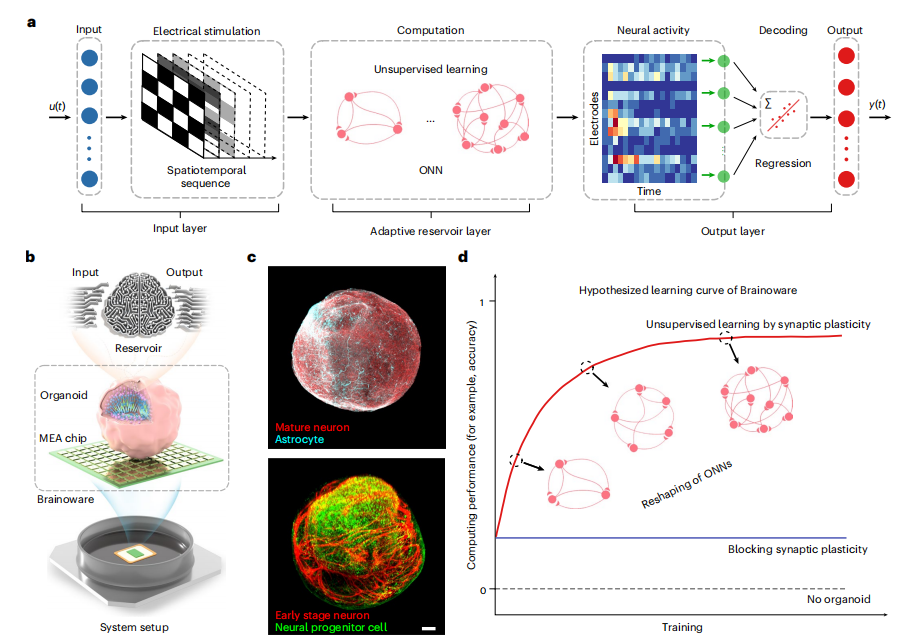 a
Input
Electrical stimulation
Computation
Neural activity
Decoding
Output
u(t)
Spatiotemporal
sequence
Unsupervised learning
...
ONN
Electrodes
Time
Σ
Regression
y(t)
Input layer
Adaptive reservoir layer
Output layer
b
Input
Output
Reservoir
Organoid
MEA chip
Brainoware
System setup
c
Mature neuron
Astrocyte
Early stage neuron
Neural progenitor cell
d
Computing performance (for example, accuracy)
1
0
Hypothesized learning curve of Brainoware
Unsupervised learning by synaptic plasticity
Reshaping of ONNs
Blocking synaptic plasticity
No organoid
Training